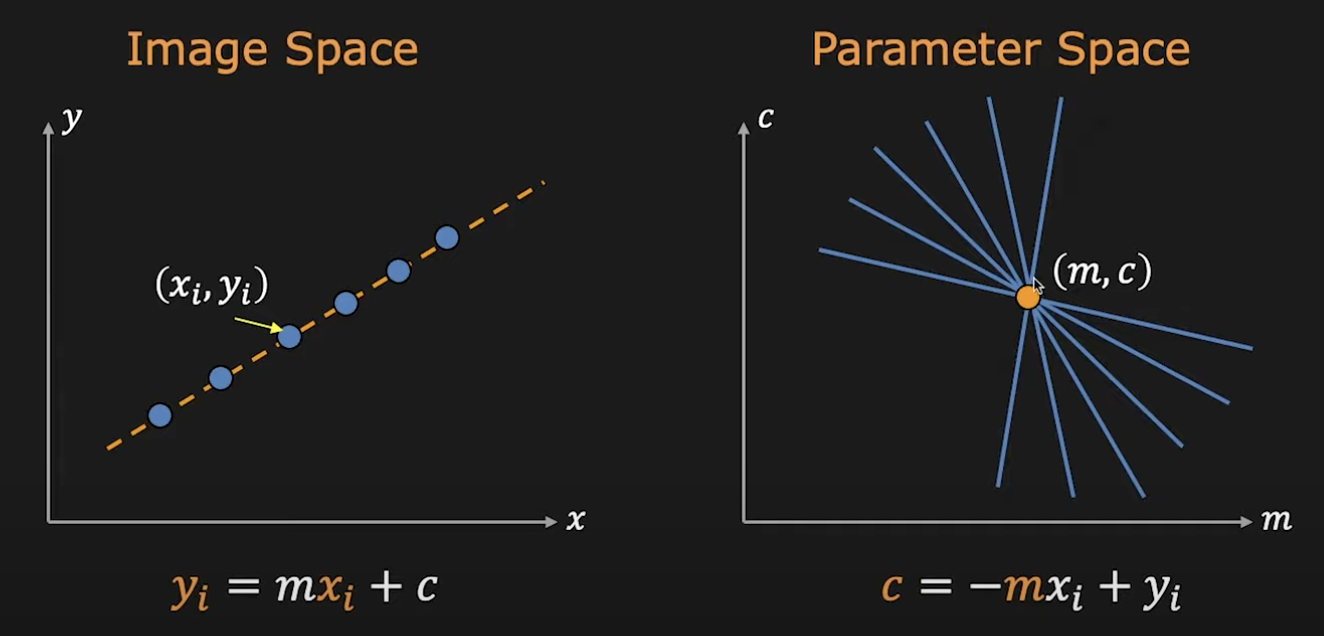 Image Space
y
(xᵢ, yᵢ)
x
yᵢ = mxᵢ + c
Parameter Space
c
(m, c)
m
c = −mxᵢ + yᵢ